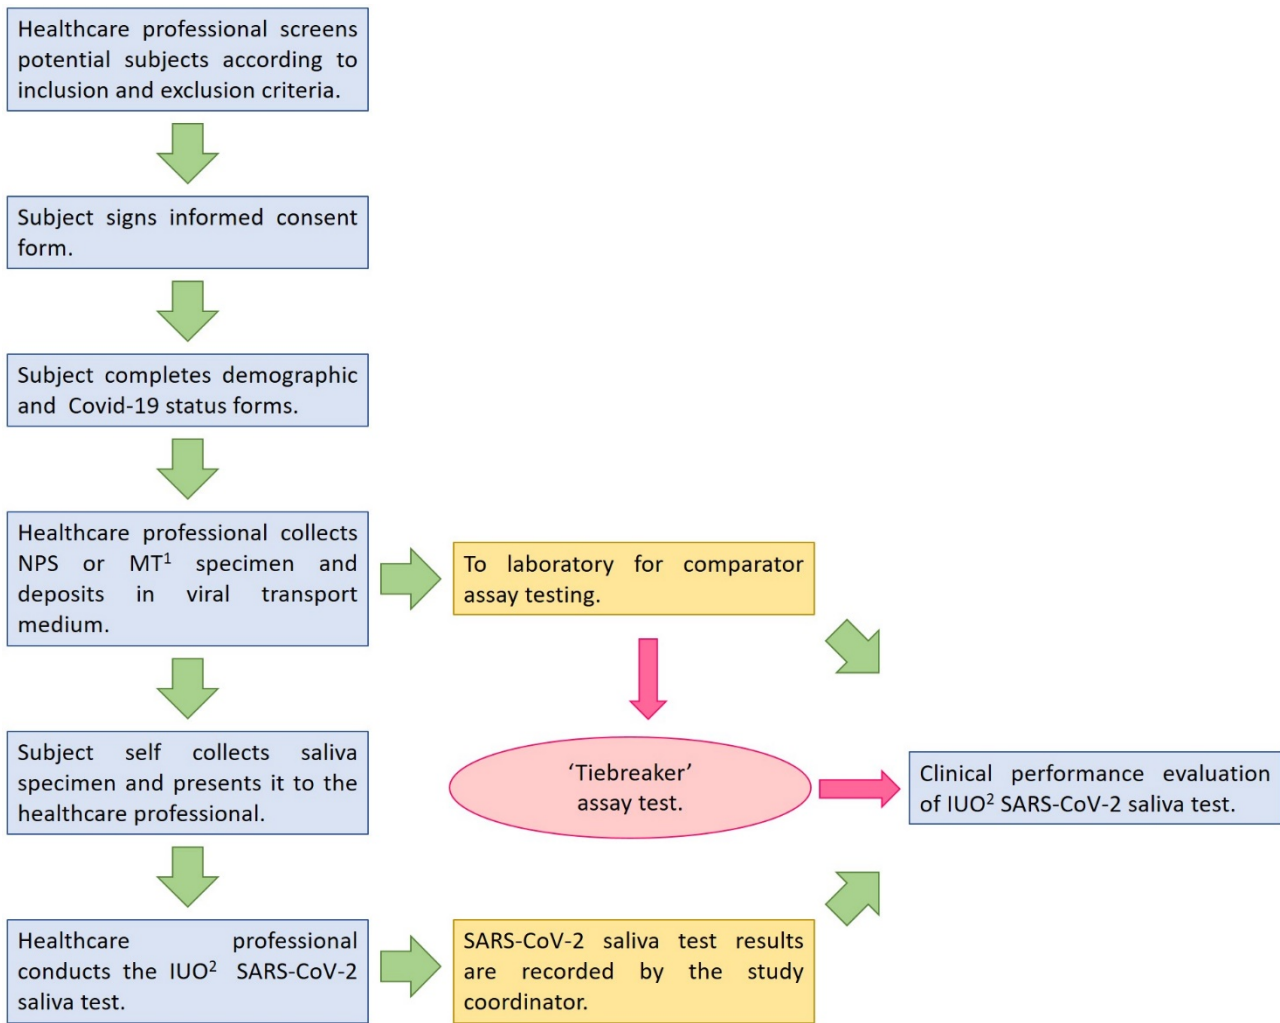 Healthcare professional screens
potential subjects according to
inclusion and exclusion criteria.
Subject signs informed consent
form.
Subject completes demographic
and Covid-19 status forms.
Healthcare professional collects
NPS or MT¹ specimen and
deposits in viral transport
medium.
To laboratory for comparator
assay testing.
Subject self collects saliva
specimen and presents it to the
healthcare professional.
‘Tiebreaker’
assay test.
Clinical performance evaluation
of IUO² SARS-CoV-2 saliva test.
Healthcare professional
conducts the IUO² SARS-CoV-2
saliva test.
SARS-CoV-2 saliva test results
are recorded by the study
coordinator.